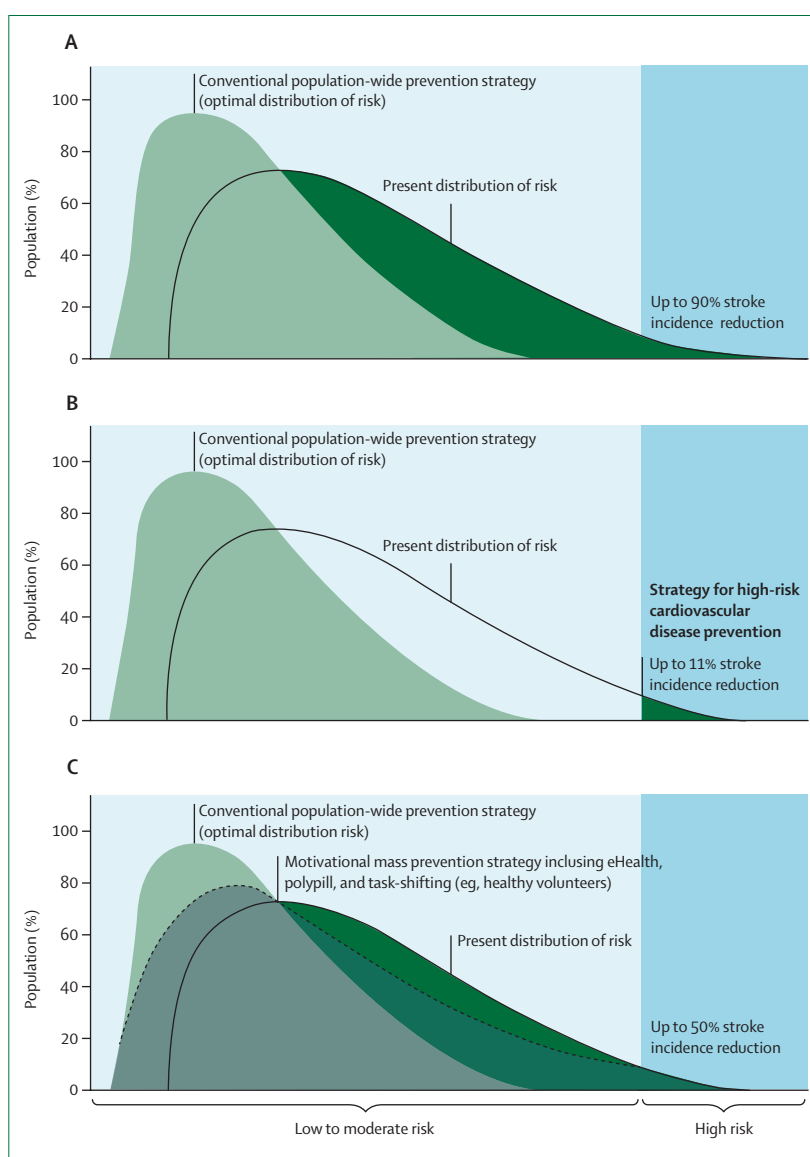 A
Conventional population-wide prevention strategy
(optimal distribution of risk)
100
80
60
40
20
0
Population (%)
Present distribution of risk
Up to 90% stroke
incidence reduction
B
Conventional population-wide prevention strategy
(optimal distribution of risk)
100
80
60
40
20
0
Population (%)
Present distribution of risk
Strategy for high-risk
cardiovascular
disease prevention
Up to 11% stroke
incidence reduction
C
Conventional population-wide prevention strategy
(optimal distribution risk)
Motivational mass prevention strategy inclusing eHealth,
polypill, and task-shifting (eg, healthy volunteers)
100
80
60
40
20
0
Population (%)
Present distribution of risk
Up to 50% stroke
incidence reduction
Low to moderate risk
High risk